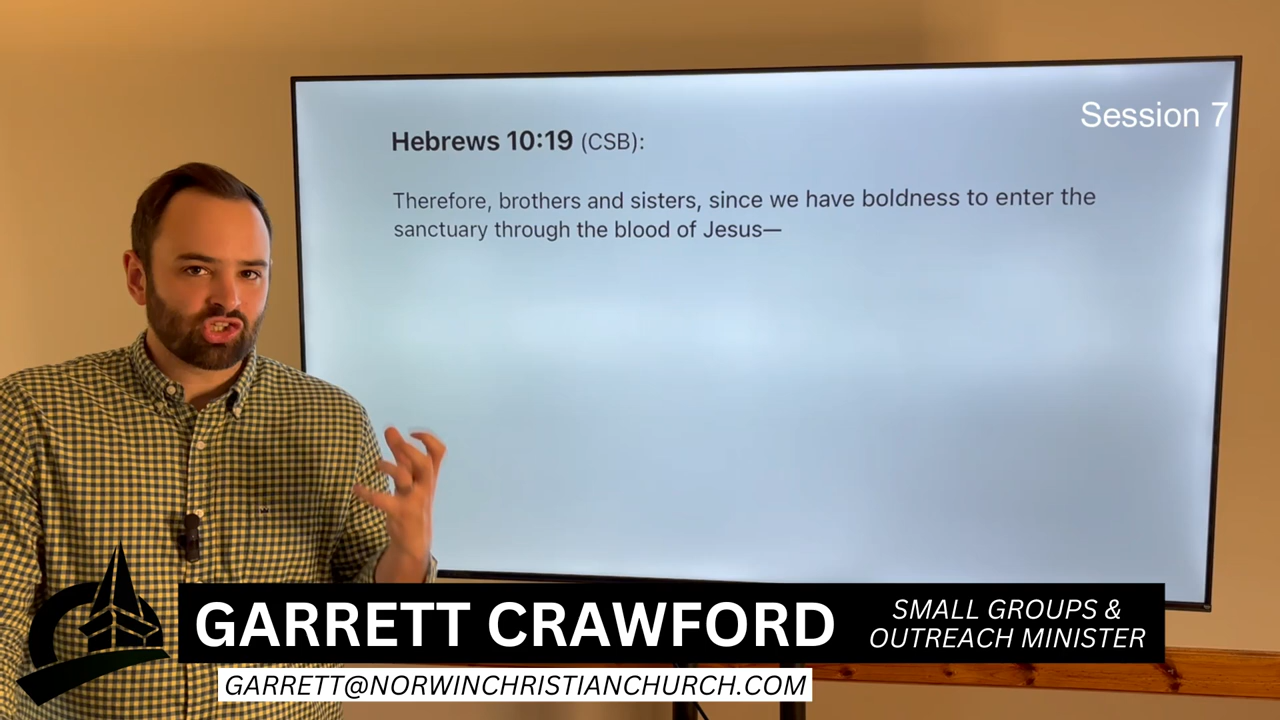 Session 7
Hebrews 10:19 (CSB):
Therefore, brothers and sisters, since we have boldness to enter the
sanctuary through the blood of Jesus—
GARRETT CRAWFORD
SMALL GROUPS &
OUTREACH MINISTER
GARRETT@NORWINCHRISTIANCHURCH.COM